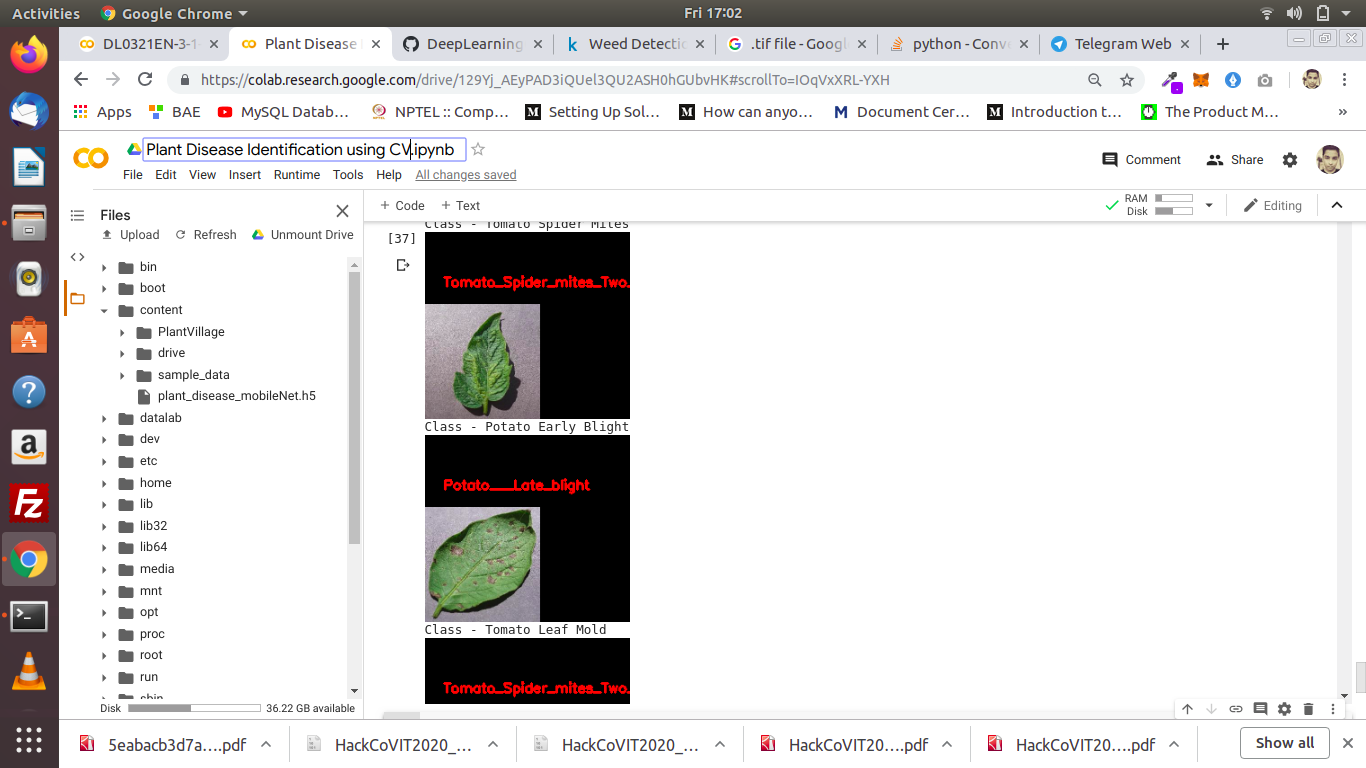 Activities Google Chrome Fri 17:02
DL0321EN-3-1 Plant Disease DeepLearning Weed Detectio .tif file - Google python - Conve Telegram Web
https://colab.research.google.com/drive/129Yj_AEyPAD3iQUel3QU2ASH0hGUbvHK#scrollTo=IOqVxXRL-YXH
Apps BAE MySQL Datab... NPTEL :: Comp... Setting Up Sol... How can anyo... Document Cer... Introduction t... The Product M... »
Plant Disease Identification using CV.ipynb
File Edit View Insert Runtime Tools Help All changes saved
Comment Share
Files
+ Code + Text
RAM
Disk
Editing
Upload Refresh Unmount Drive
bin
boot
content
PlantVillage
drive
sample_data
plant_disease_mobileNet.h5
datalab
dev
etc
home
lib
lib32
lib64
media
mnt
opt
proc
root
run
sbin
Disk 36.22 GB available
Class - Tomato Spider Mites
[37]
Tomato_Spider_mites_Two_
Class - Potato Early Blight
Potato___Late_blight
Class - Tomato Leaf Mold
Tomato_Spider_mites_Two_
5eabacb3d7a....pdf HackCoVIT2020_... HackCoVIT2020_... HackCoVIT20....pdf HackCoVIT20....pdf Show all